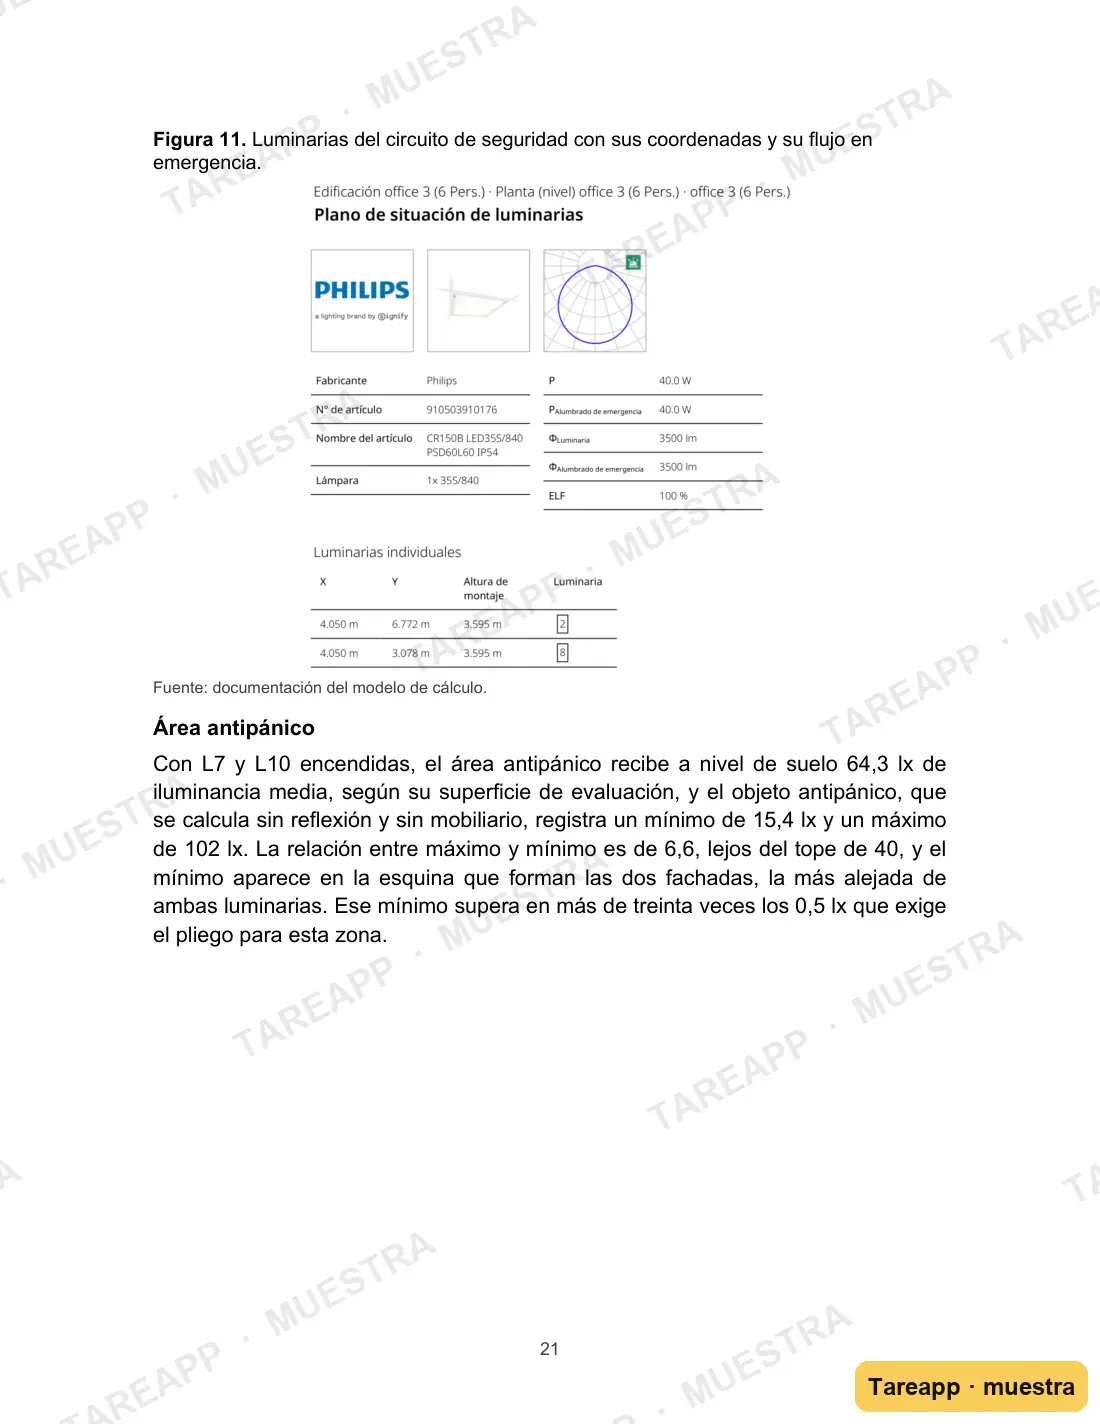 Figura 11. Luminarias del circuito de seguridad con sus coordenadas y su flujo en
emergencia.
Edificación office 3 (6 Pers.) · Planta (nivel) office 3 (6 Pers.) · office 3 (6 Pers.)
Plano de situación de luminarias
PHILIPS
a lighting brand by Signify
Fabricante Philips
N° de artículo 910503910176
Nombre del artículo CR150B LED35S/840
PSD60L60 IP54
Lámpara 1x 35S/840
P 40.0 W
PAlumbrado de emergencia 40.0 W
ΦLuminaria 3500 lm
ΦAlumbrado de emergencia 3500 lm
ELF 100 %
Luminarias individuales
X Y Altura de montaje Luminaria
4.050 m 6.772 m 3.595 m 2
4.050 m 3.078 m 3.595 m 8
Fuente: documentación del modelo de cálculo.
Área antipánico
Con L7 y L10 encendidas, el área antipánico recibe a nivel de suelo 64,3 lx de
iluminancia media, según su superficie de evaluación, y el objeto antipánico, que
se calcula sin reflexión y sin mobiliario, registra un mínimo de 15,4 lx y un máximo
de 102 lx. La relación entre máximo y mínimo es de 6,6, lejos del tope de 40, y el
mínimo aparece en la esquina que forman las dos fachadas, la más alejada de
ambas luminarias. Ese mínimo supera en más de treinta veces los 0,5 lx que exige
el pliego para esta zona.
21
Tareapp · muestra
TAREAPP · MUESTRA